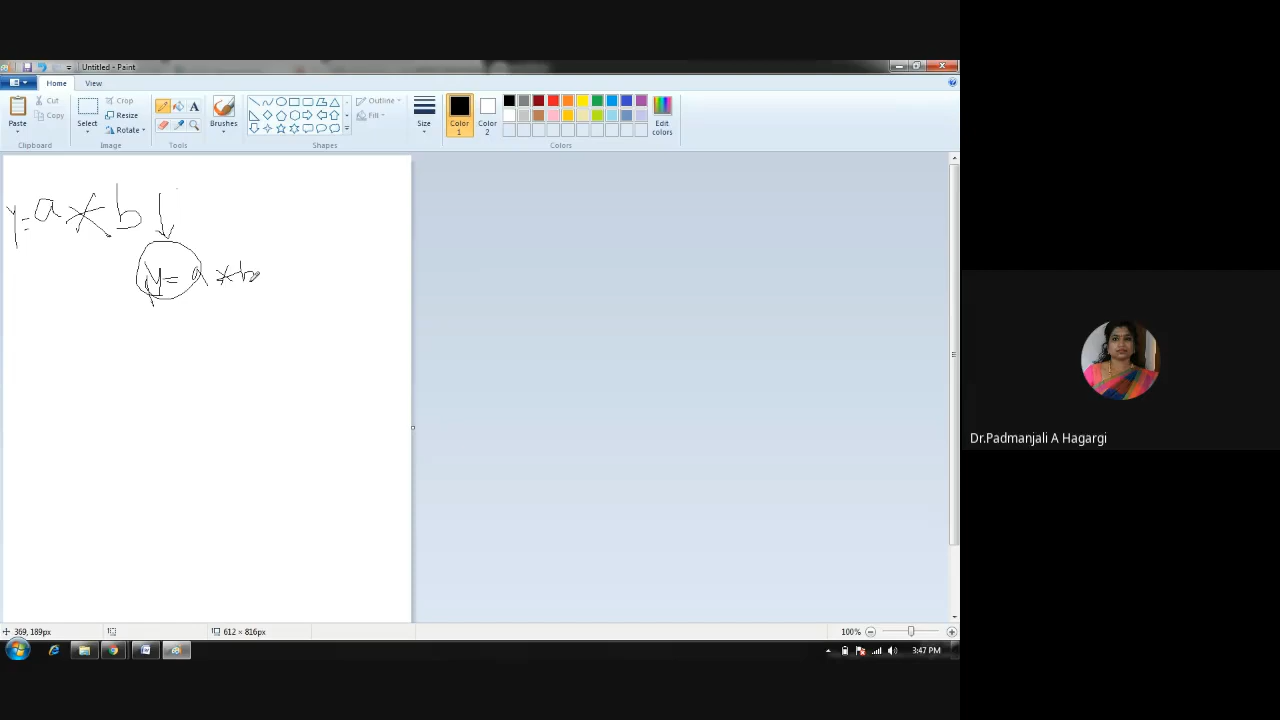 Untitled - Paint
Home View
Cut
Copy
Paste
Clipboard
Crop
Resize
Rotate
Select
Image
A
Tools
Brushes
Outline
Fill
Shapes
Size
Color 1
Color 2
Edit colors
Colors
y=a*b
y=a*b
Dr.Padmanjali A Hagargi
369, 189px
612 × 816px
100%
3:47 PM